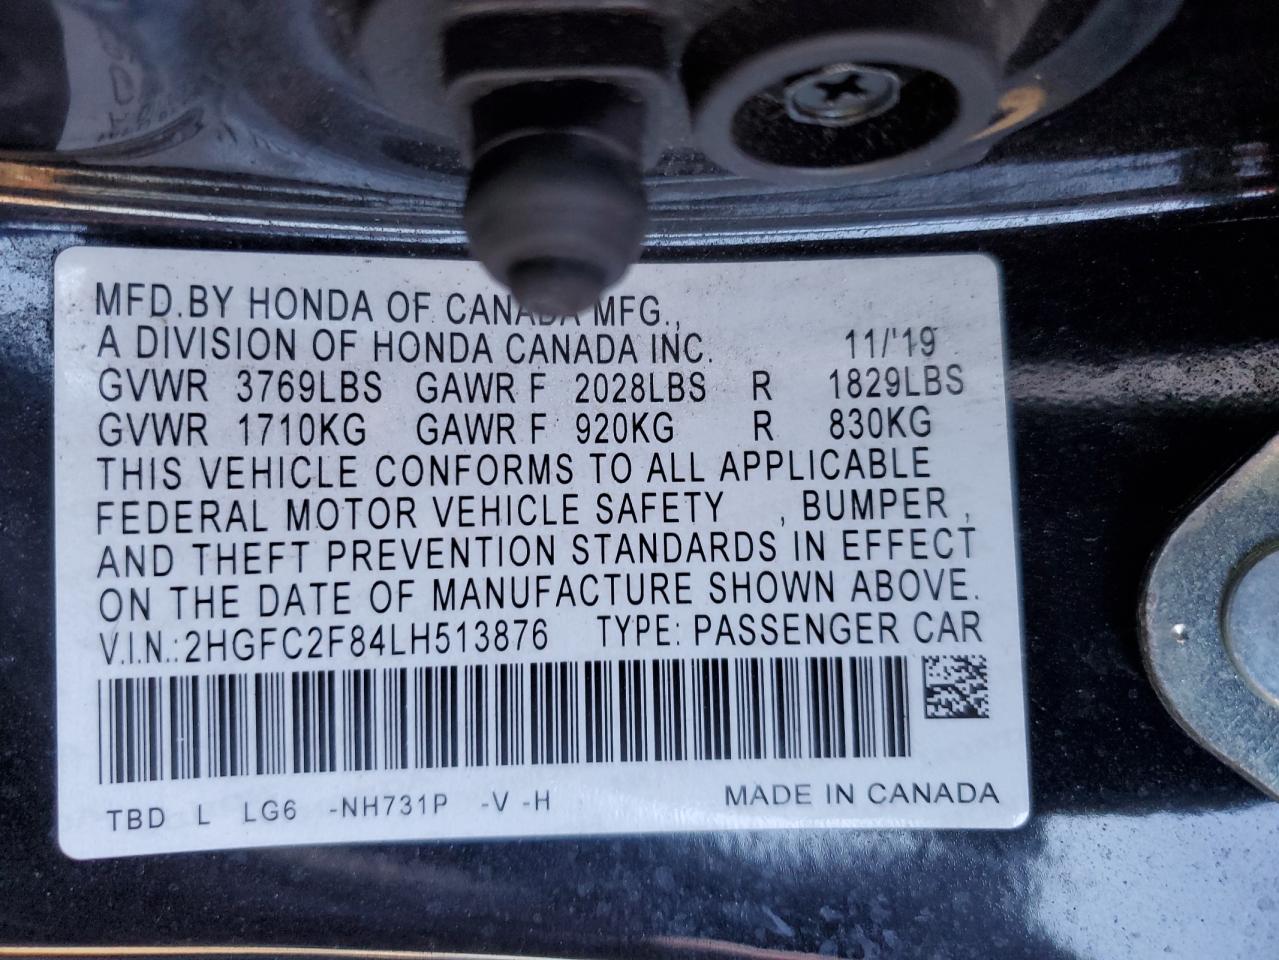 MFD.BY HONDA OF CANADA MFG.,
A DIVISION OF HONDA CANADA INC. 11/'19
GVWR 3769LBS GAWR F 2028LBS R 1829LBS
GVWR 1710KG GAWR F 920KG R 830KG
THIS VEHICLE CONFORMS TO ALL APPLICABLE
FEDERAL MOTOR VEHICLE SAFETY , BUMPER ,
AND THEFT PREVENTION STANDARDS IN EFFECT
ON THE DATE OF MANUFACTURE SHOWN ABOVE.
V.I.N.:2HGFC2F84LH513876 TYPE: PASSENGER CAR
TBD L LG6 -NH731P -V -H MADE IN CANADA